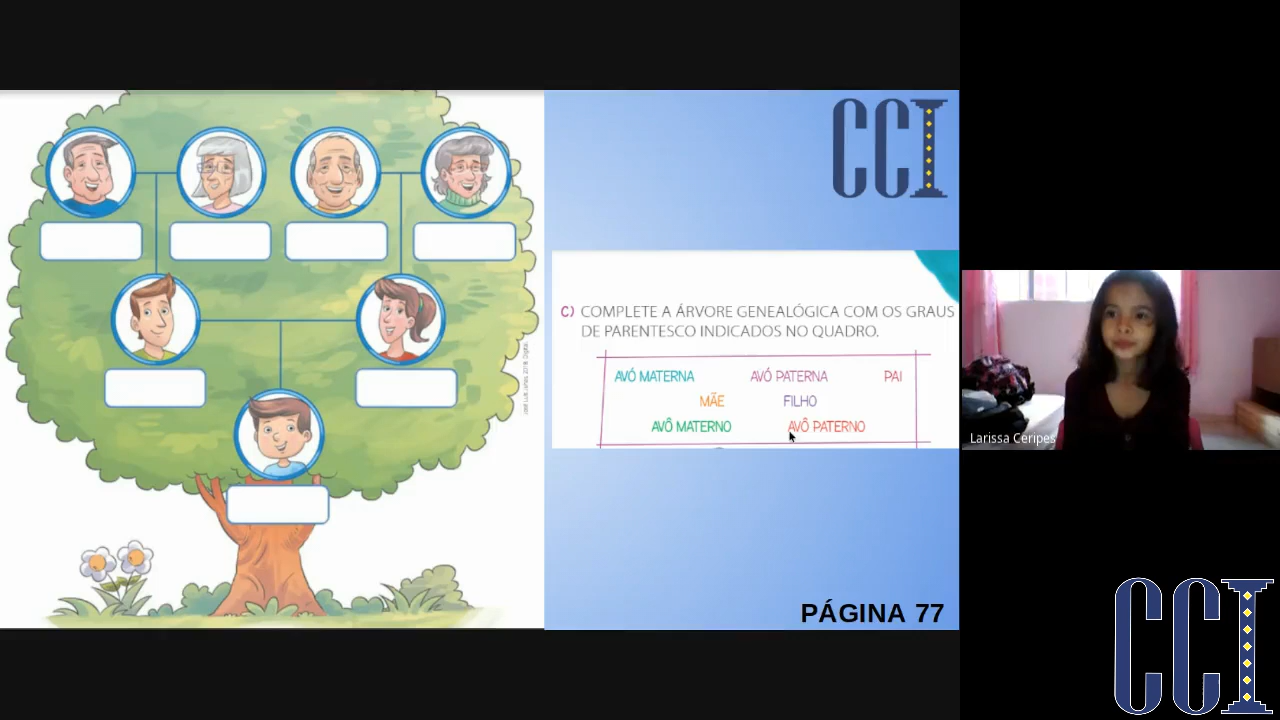 CCI
C) COMPLETE A ÁRVORE GENEALÓGICA COM OS GRAUS
DE PARENTESCO INDICADOS NO QUADRO.
AVÓ MATERNA AVÓ PATERNA PAI
MÃE FILHO
AVÔ MATERNO AVÔ PATERNO
PÁGINA 77
Larissa Ceripes
CCI